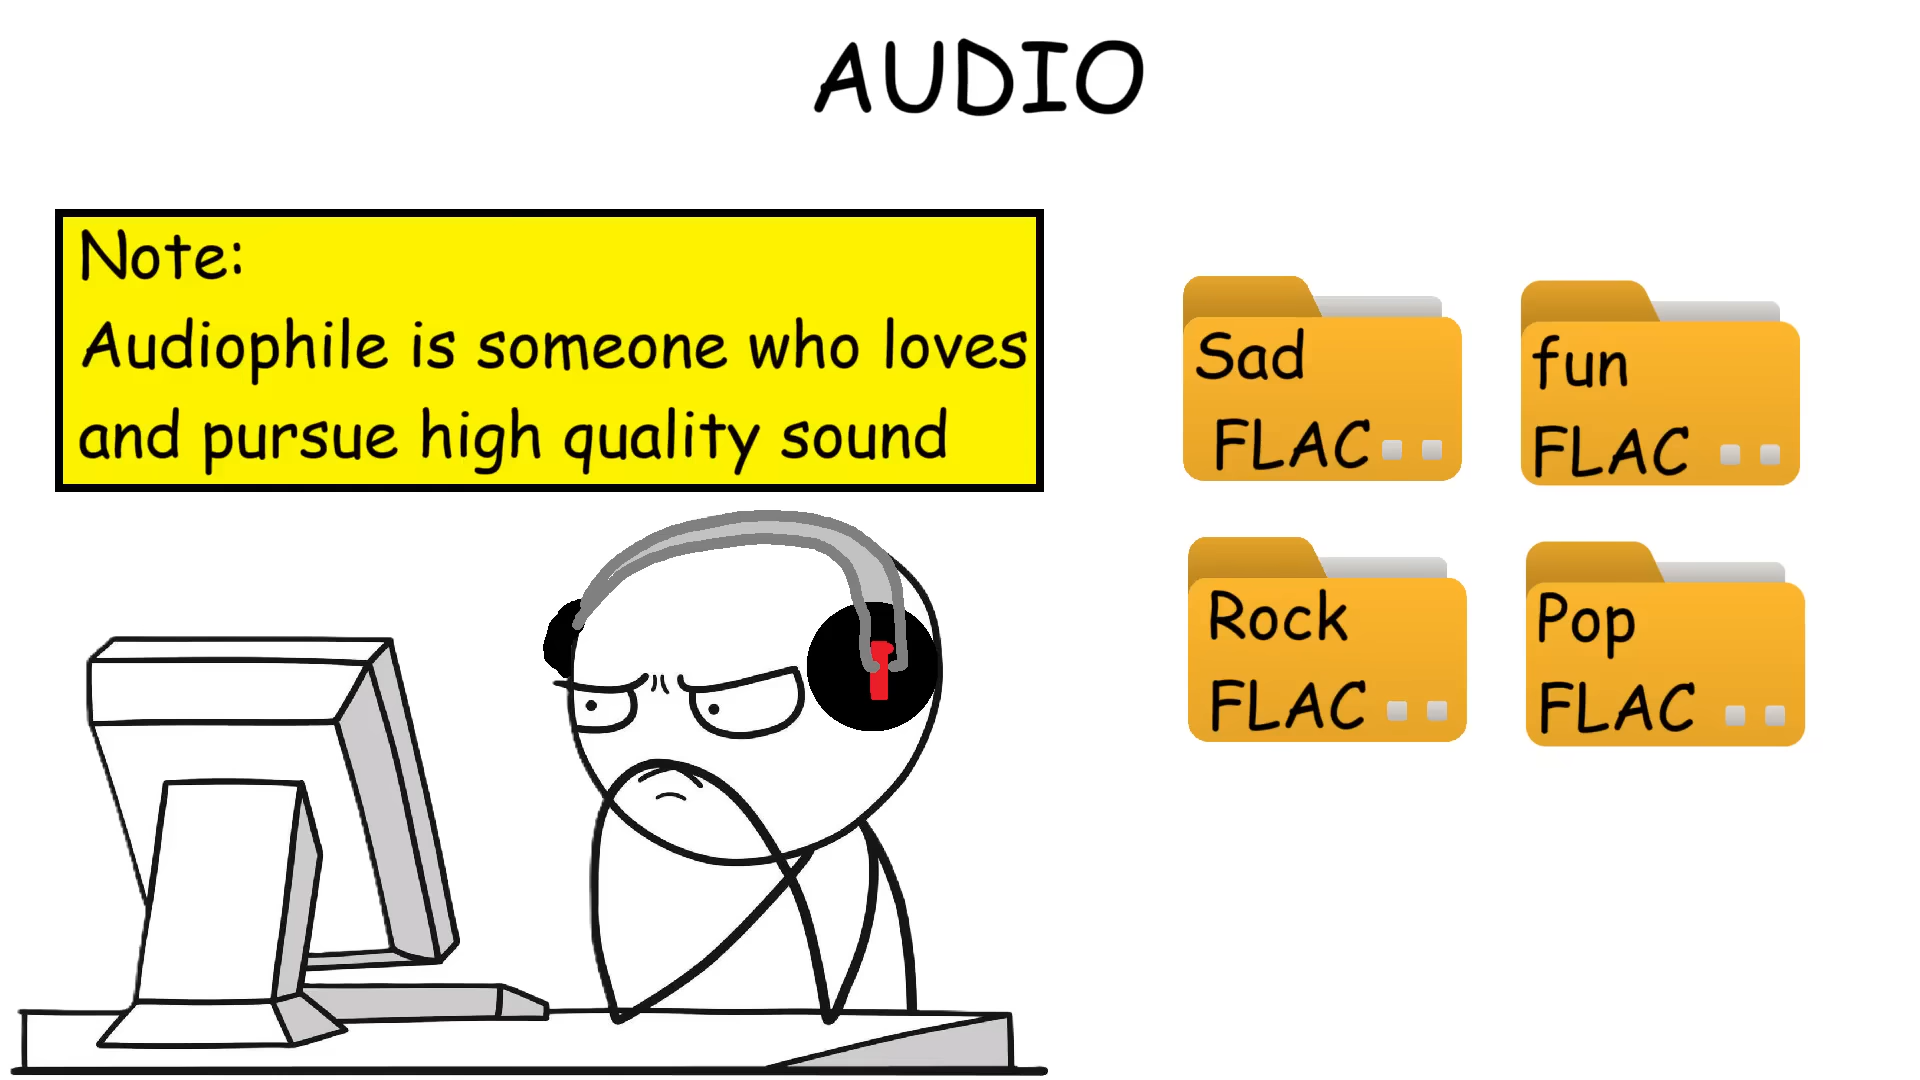 AUDIO
Note:
Audiophile is someone who loves
and pursue high quality sound
Sad
FLAC
fun
FLAC
Rock
FLAC
Pop
FLAC